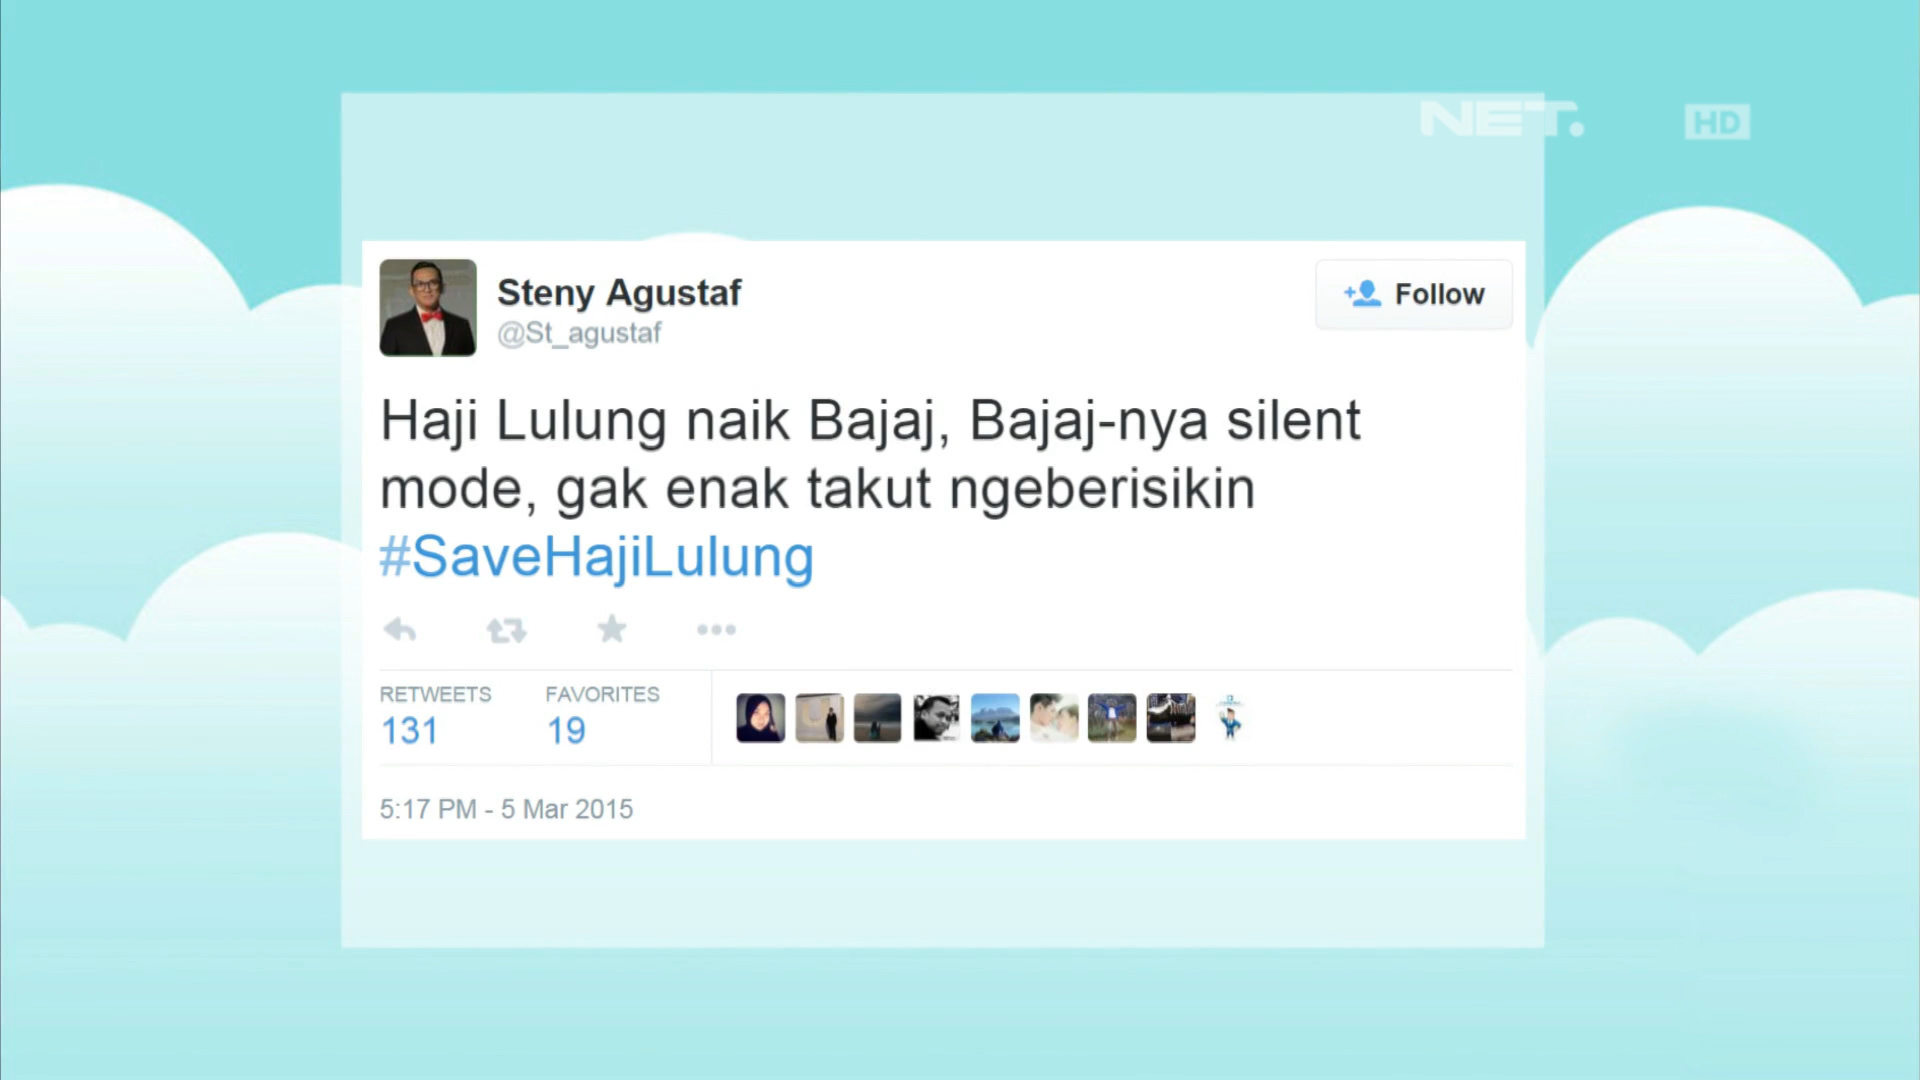 NET.
HD
Steny Agustaf
@St_agustaf
Follow
Haji Lulung naik Bajaj, Bajaj-nya silent
mode, gak enak takut ngeberisikin
#SaveHajiLulung
RETWEETS
FAVORITES
131
19
5:17 PM - 5 Mar 2015